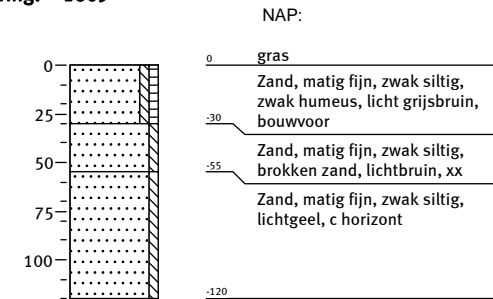 NAP:
0 gras
0
Zand, matig fijn, zwak siltig,
zwak humeus, licht grijsbruin,
25 -30 bouwvoor
Zand, matig fijn, zwak siltig,
50 -55 brokken zand, lichtbruin, xx
Zand, matig fijn, zwak siltig,
75 lichtgeel, c horizont
100
-120